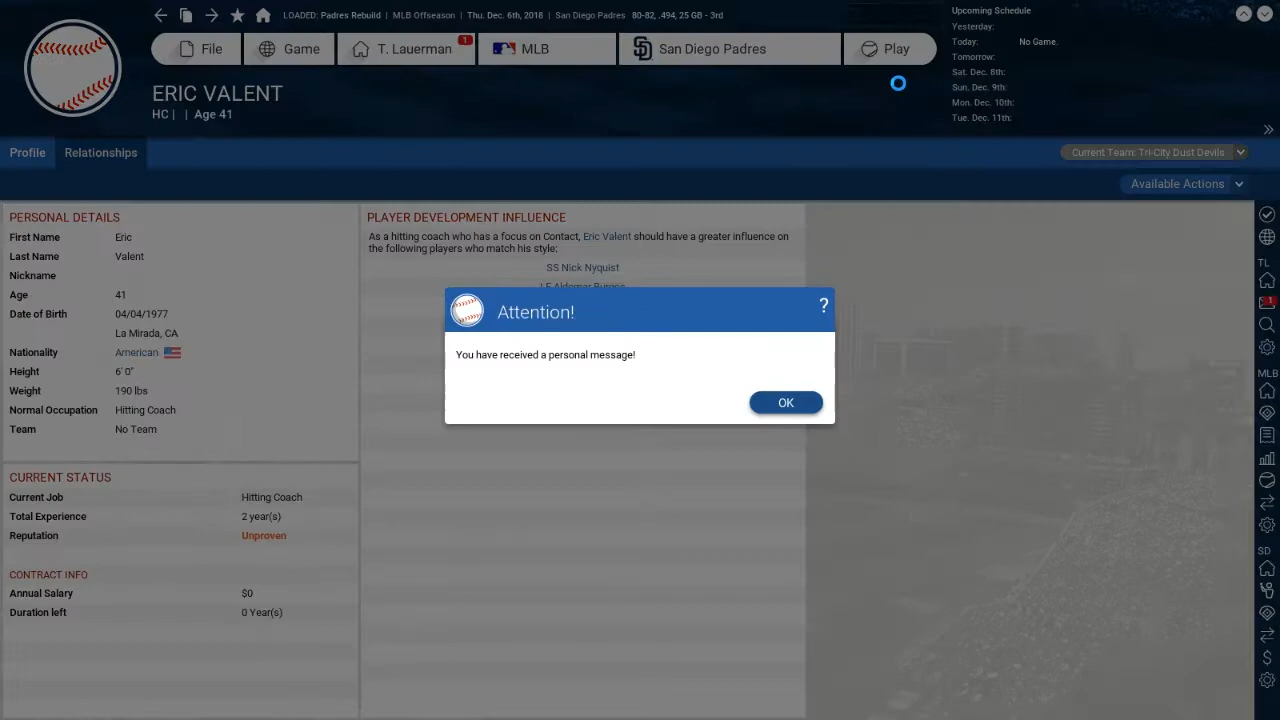 LOADED: Padres Rebuild | MLB Offseason | Thu. Dec. 6th, 2018 | San Diego Padres 80-82, .494, 25 GB - 3rd
File
Game
T. Lauerman
1
MLB
San Diego Padres
Play
Upcoming Schedule
Yesterday:
Today: No Game.
Tomorrow:
Sat. Dec. 8th:
Sun. Dec. 9th:
Mon. Dec. 10th:
Tue. Dec. 11th:
ERIC VALENT
HC | | Age 41
Profile
Relationships
Current Team: Tri-City Dust Devils
Available Actions
PERSONAL DETAILS
First Name Eric
Last Name Valent
Nickname
Age 41
Date of Birth 04/04/1977
La Mirada, CA
Nationality American
Height 6' 0"
Weight 190 lbs
Normal Occupation Hitting Coach
Team No Team
CURRENT STATUS
Current Job Hitting Coach
Total Experience 2 year(s)
Reputation Unproven
CONTRACT INFO
Annual Salary $0
Duration left 0 Year(s)
PLAYER DEVELOPMENT INFLUENCE
As a hitting coach who has a focus on Contact, Eric Valent should have a greater influence on
the following players who match his style:
SS Nick Nyquist
Attention!
?
You have received a personal message!
OK
TL
1
MLB
SD
$